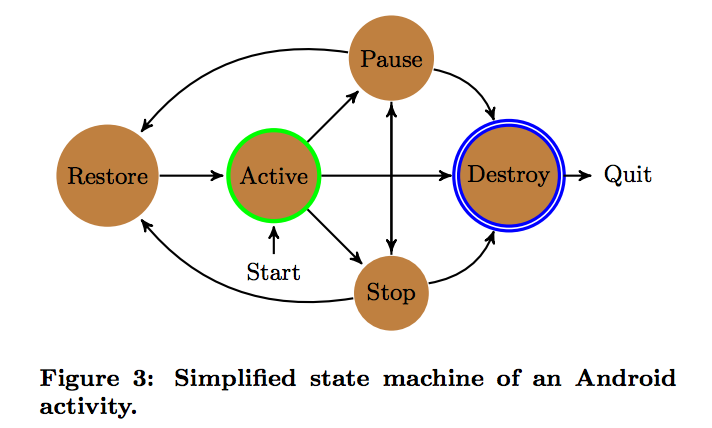 Pause
Restore
Active
Destroy
Quit
Start
Stop
Figure 3: Simplified state machine of an Android
activity.